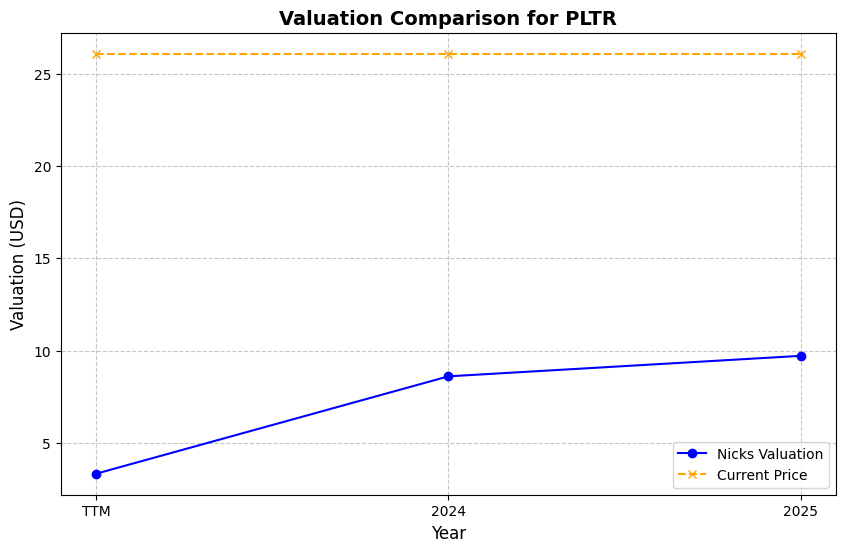 Valuation Comparison for PLTR
Valuation (USD)
25
20
15
10
5
TTM
2024
2025
Year
Nicks Valuation
Current Price